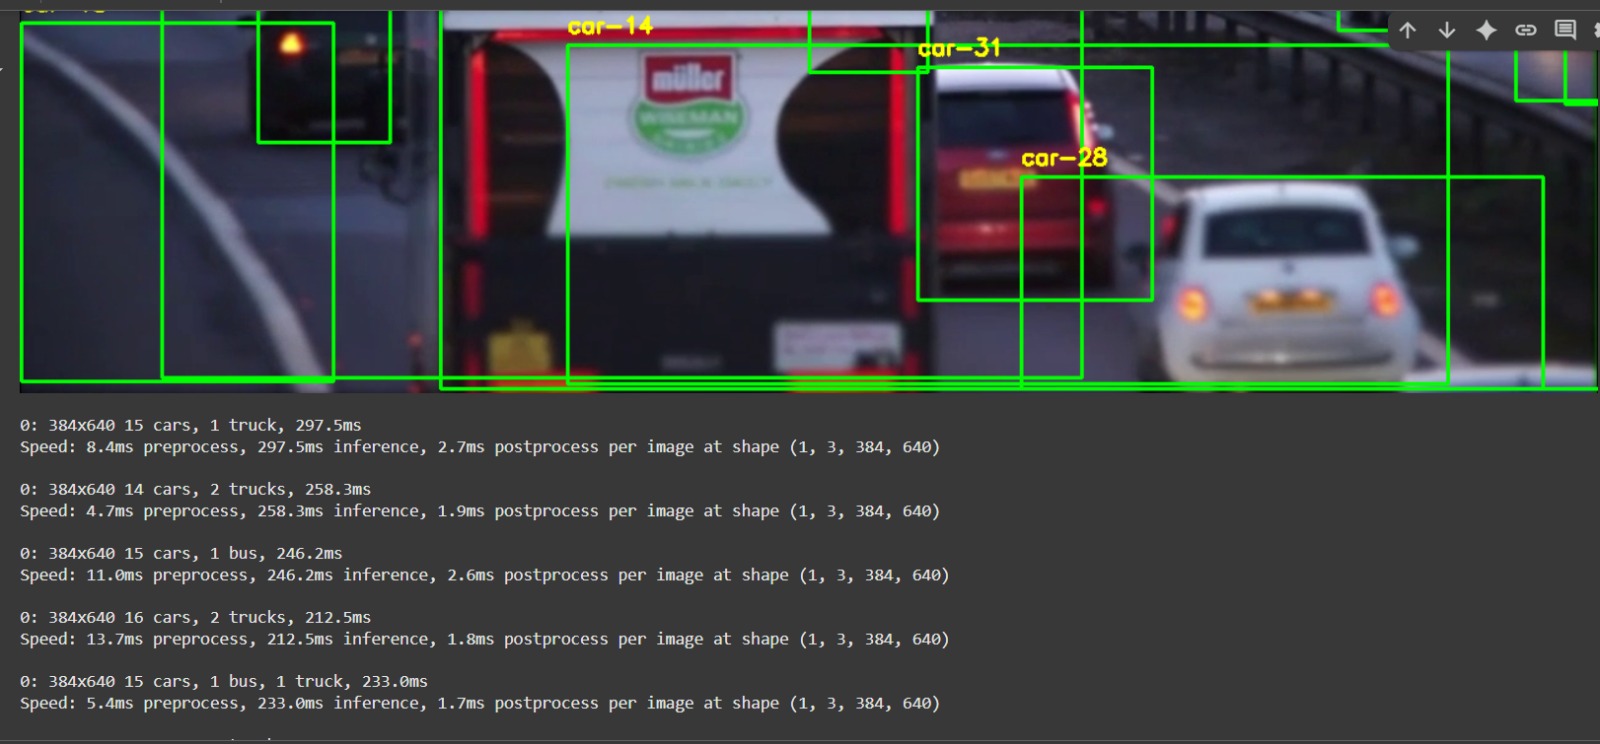 car-14
car-31
müller
WISEMAN
car-28
0: 384x640 15 cars, 1 truck, 297.5ms
Speed: 8.4ms preprocess, 297.5ms inference, 2.7ms postprocess per image at shape (1, 3, 384, 640)
0: 384x640 14 cars, 2 trucks, 258.3ms
Speed: 4.7ms preprocess, 258.3ms inference, 1.9ms postprocess per image at shape (1, 3, 384, 640)
0: 384x640 15 cars, 1 bus, 246.2ms
Speed: 11.0ms preprocess, 246.2ms inference, 2.6ms postprocess per image at shape (1, 3, 384, 640)
0: 384x640 16 cars, 2 trucks, 212.5ms
Speed: 13.7ms preprocess, 212.5ms inference, 1.8ms postprocess per image at shape (1, 3, 384, 640)
0: 384x640 15 cars, 1 bus, 1 truck, 233.0ms
Speed: 5.4ms preprocess, 233.0ms inference, 1.7ms postprocess per image at shape (1, 3, 384, 640)